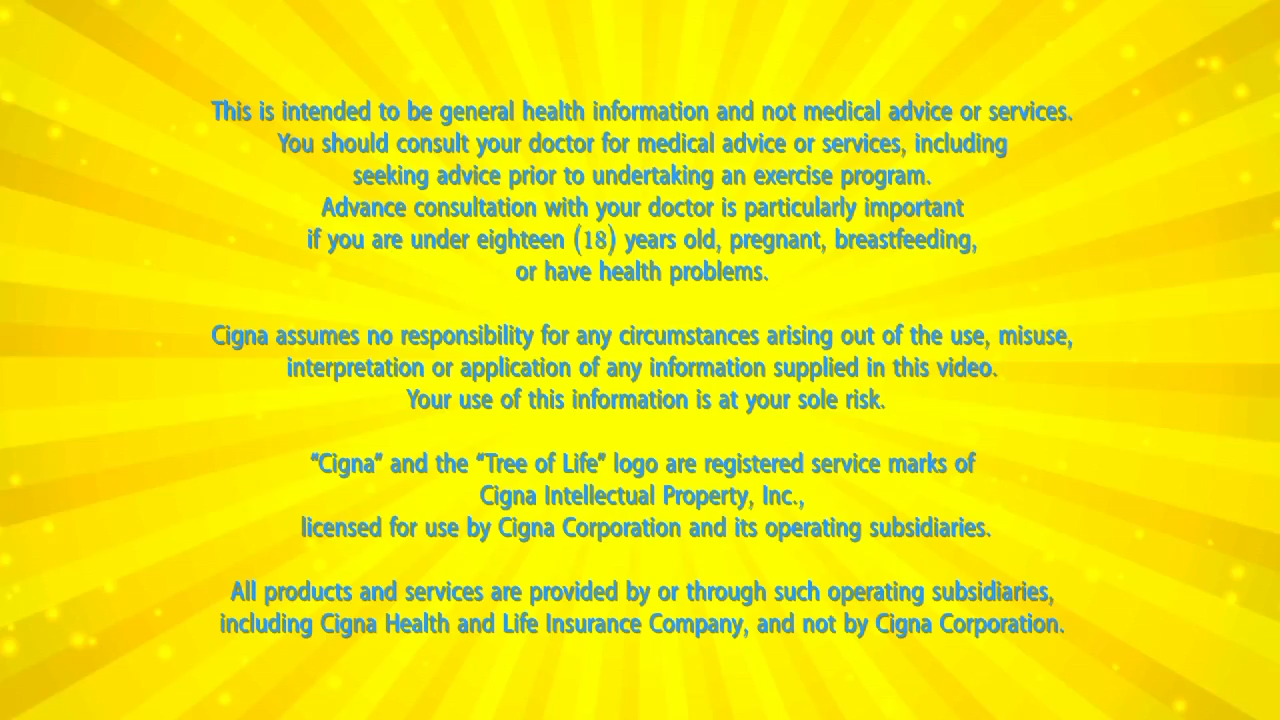 This is intended to be general health information and not medical advice or services.
You should consult your doctor for medical advice or services, including
seeking advice prior to undertaking an exercise program.
Advance consultation with your doctor is particularly important
if you are under eighteen (18) years old, pregnant, breastfeeding,
or have health problems.
Cigna assumes no responsibility for any circumstances arising out of the use, misuse,
interpretation or application of any information supplied in this video.
Your use of this information is at your sole risk.
“Cigna” and the “Tree of Life” logo are registered service marks of
Cigna Intellectual Property, Inc.,
licensed for use by Cigna Corporation and its operating subsidiaries.
All products and services are provided by or through such operating subsidiaries,
including Cigna Health and Life Insurance Company, and not by Cigna Corporation.